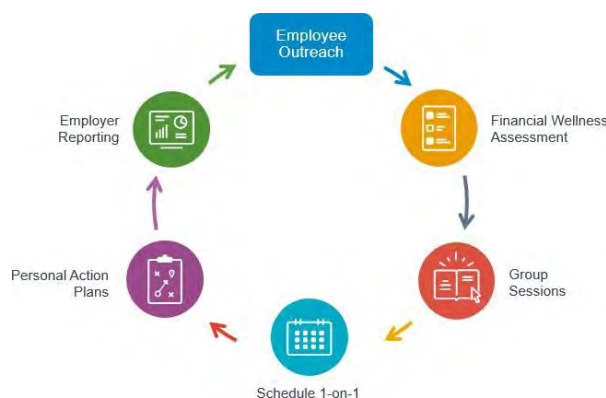 Employee
Outreach
Financial Wellness
Assessment
Group
Sessions
Schedule 1-on-1
Personal Action
Plans
Employer
Reporting